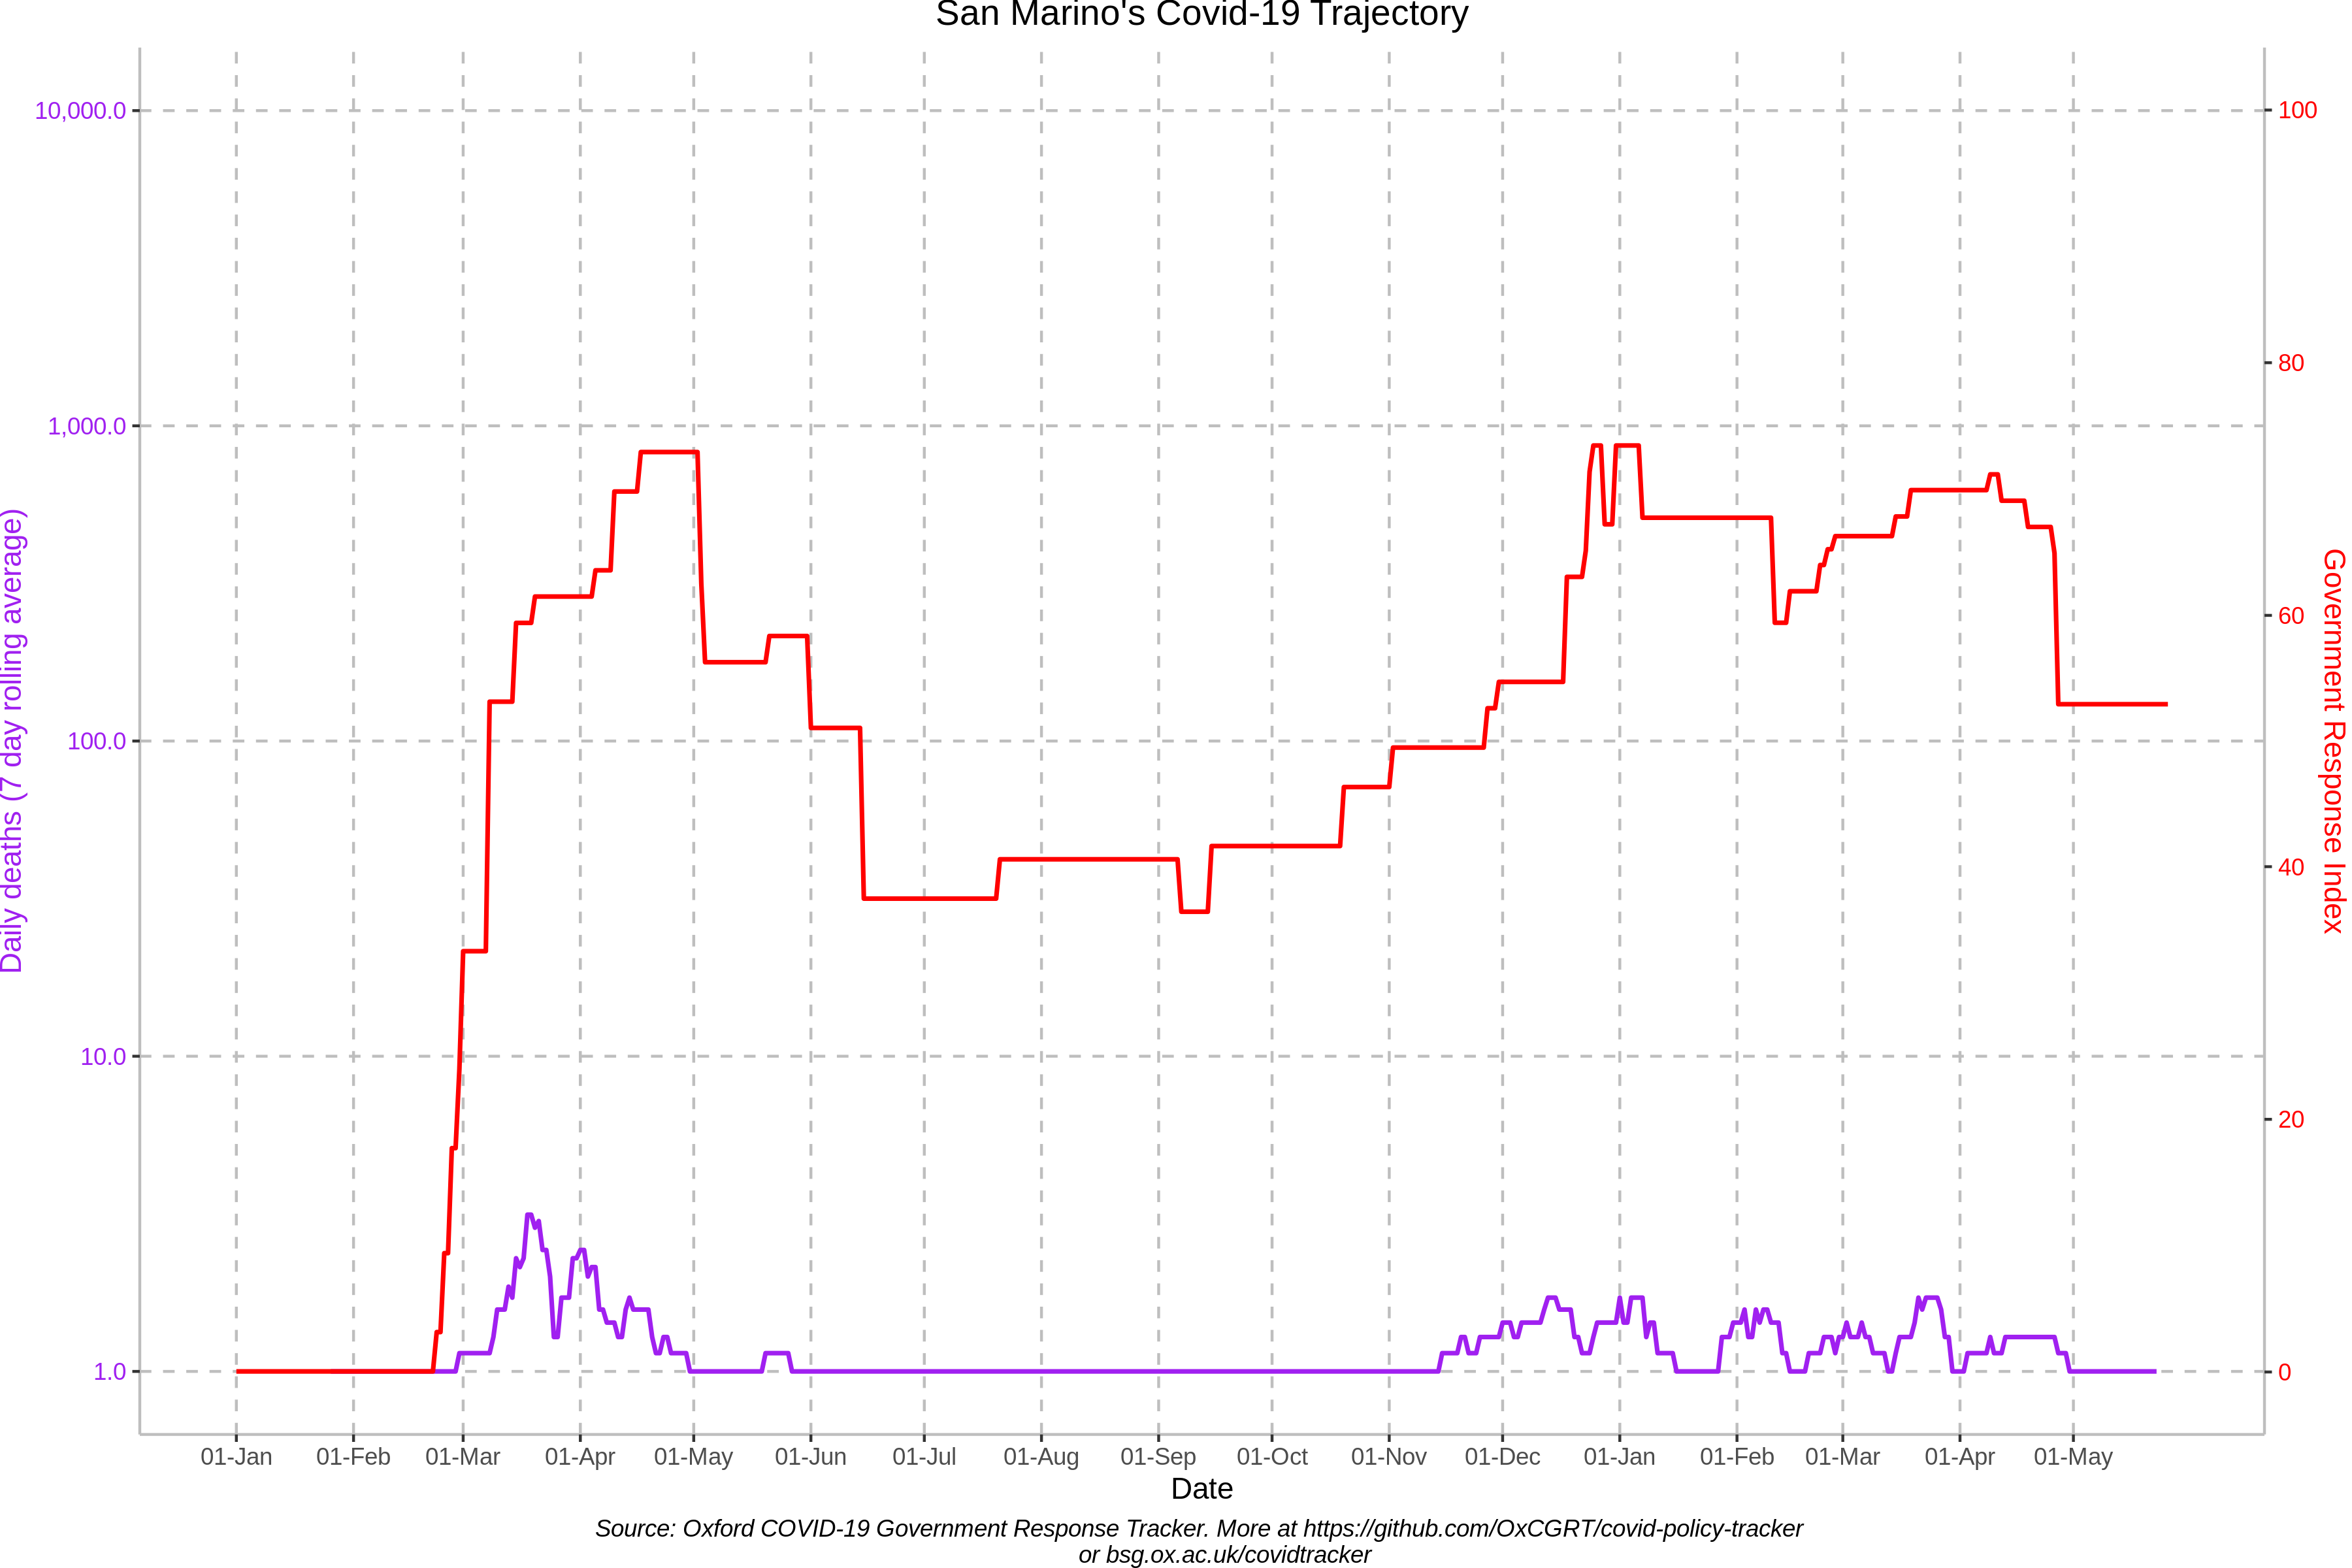 San Marino's Covid-19 Trajectory
10,000.0
1,000.0
100.0
10.0
1.0
Daily deaths (7 day rolling average)
100
80
60
40
20
0
Government Response Index
01-Jan 01-Feb 01-Mar 01-Apr 01-May 01-Jun 01-Jul 01-Aug 01-Sep 01-Oct 01-Nov 01-Dec 01-Jan 01-Feb 01-Mar 01-Apr 01-May
Date
Source: Oxford COVID-19 Government Response Tracker. More at https://github.com/OxCGRT/covid-policy-tracker
or bsg.ox.ac.uk/covidtracker